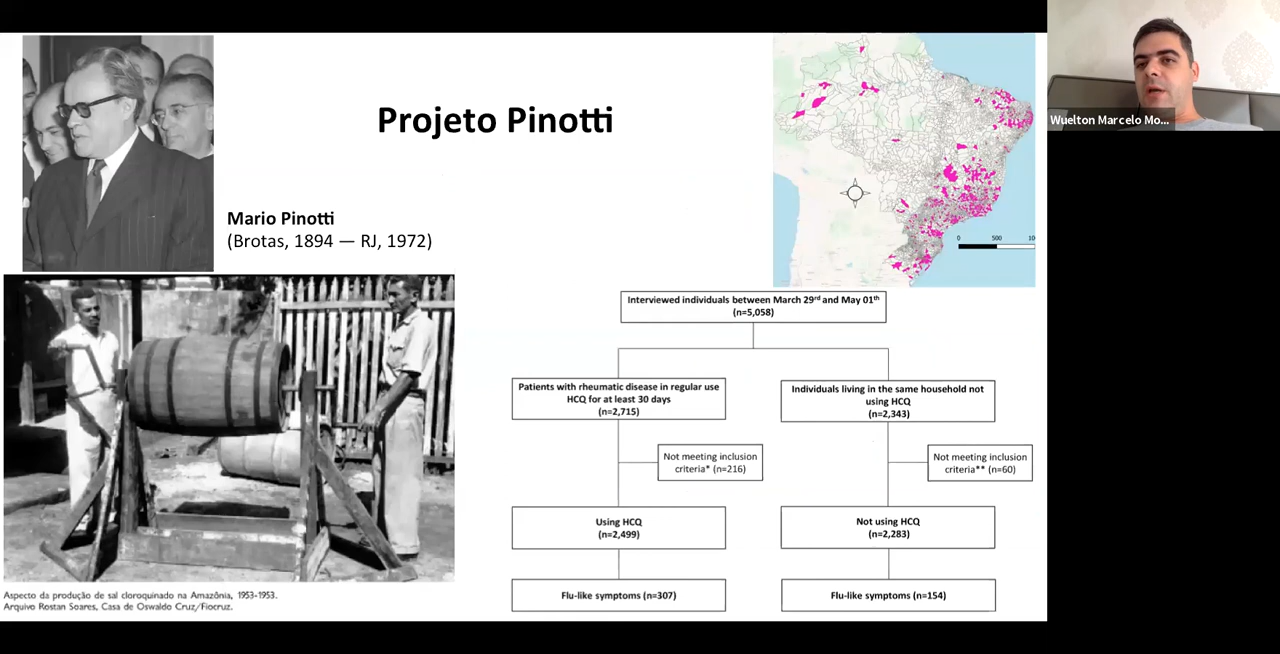 Projeto Pinotti
Wuelton Marcelo Mo...
Mario Pinotti
(Brotas, 1894 — RJ, 1972)
0 500 10
Interviewed individuals between March 29rd and May 01th
(n=5,058)
Patients with rheumatic disease in regular use
HCQ for at least 30 days
(n=2,715)
Individuals living in the same household not
using HCQ
(n=2,343)
Not meeting inclusion
criteria* (n=216)
Not meeting inclusion
criteria** (n=60)
Using HCQ
(n=2,499)
Not using HCQ
(n=2,283)
Flu-like symptoms (n=307)
Flu-like symptoms (n=154)
Aspecto da produção de sal cloroquinado na Amazônia, 1953-1953.
Arquivo Rostan Soares, Casa de Oswaldo Cruz/Fiocruz.